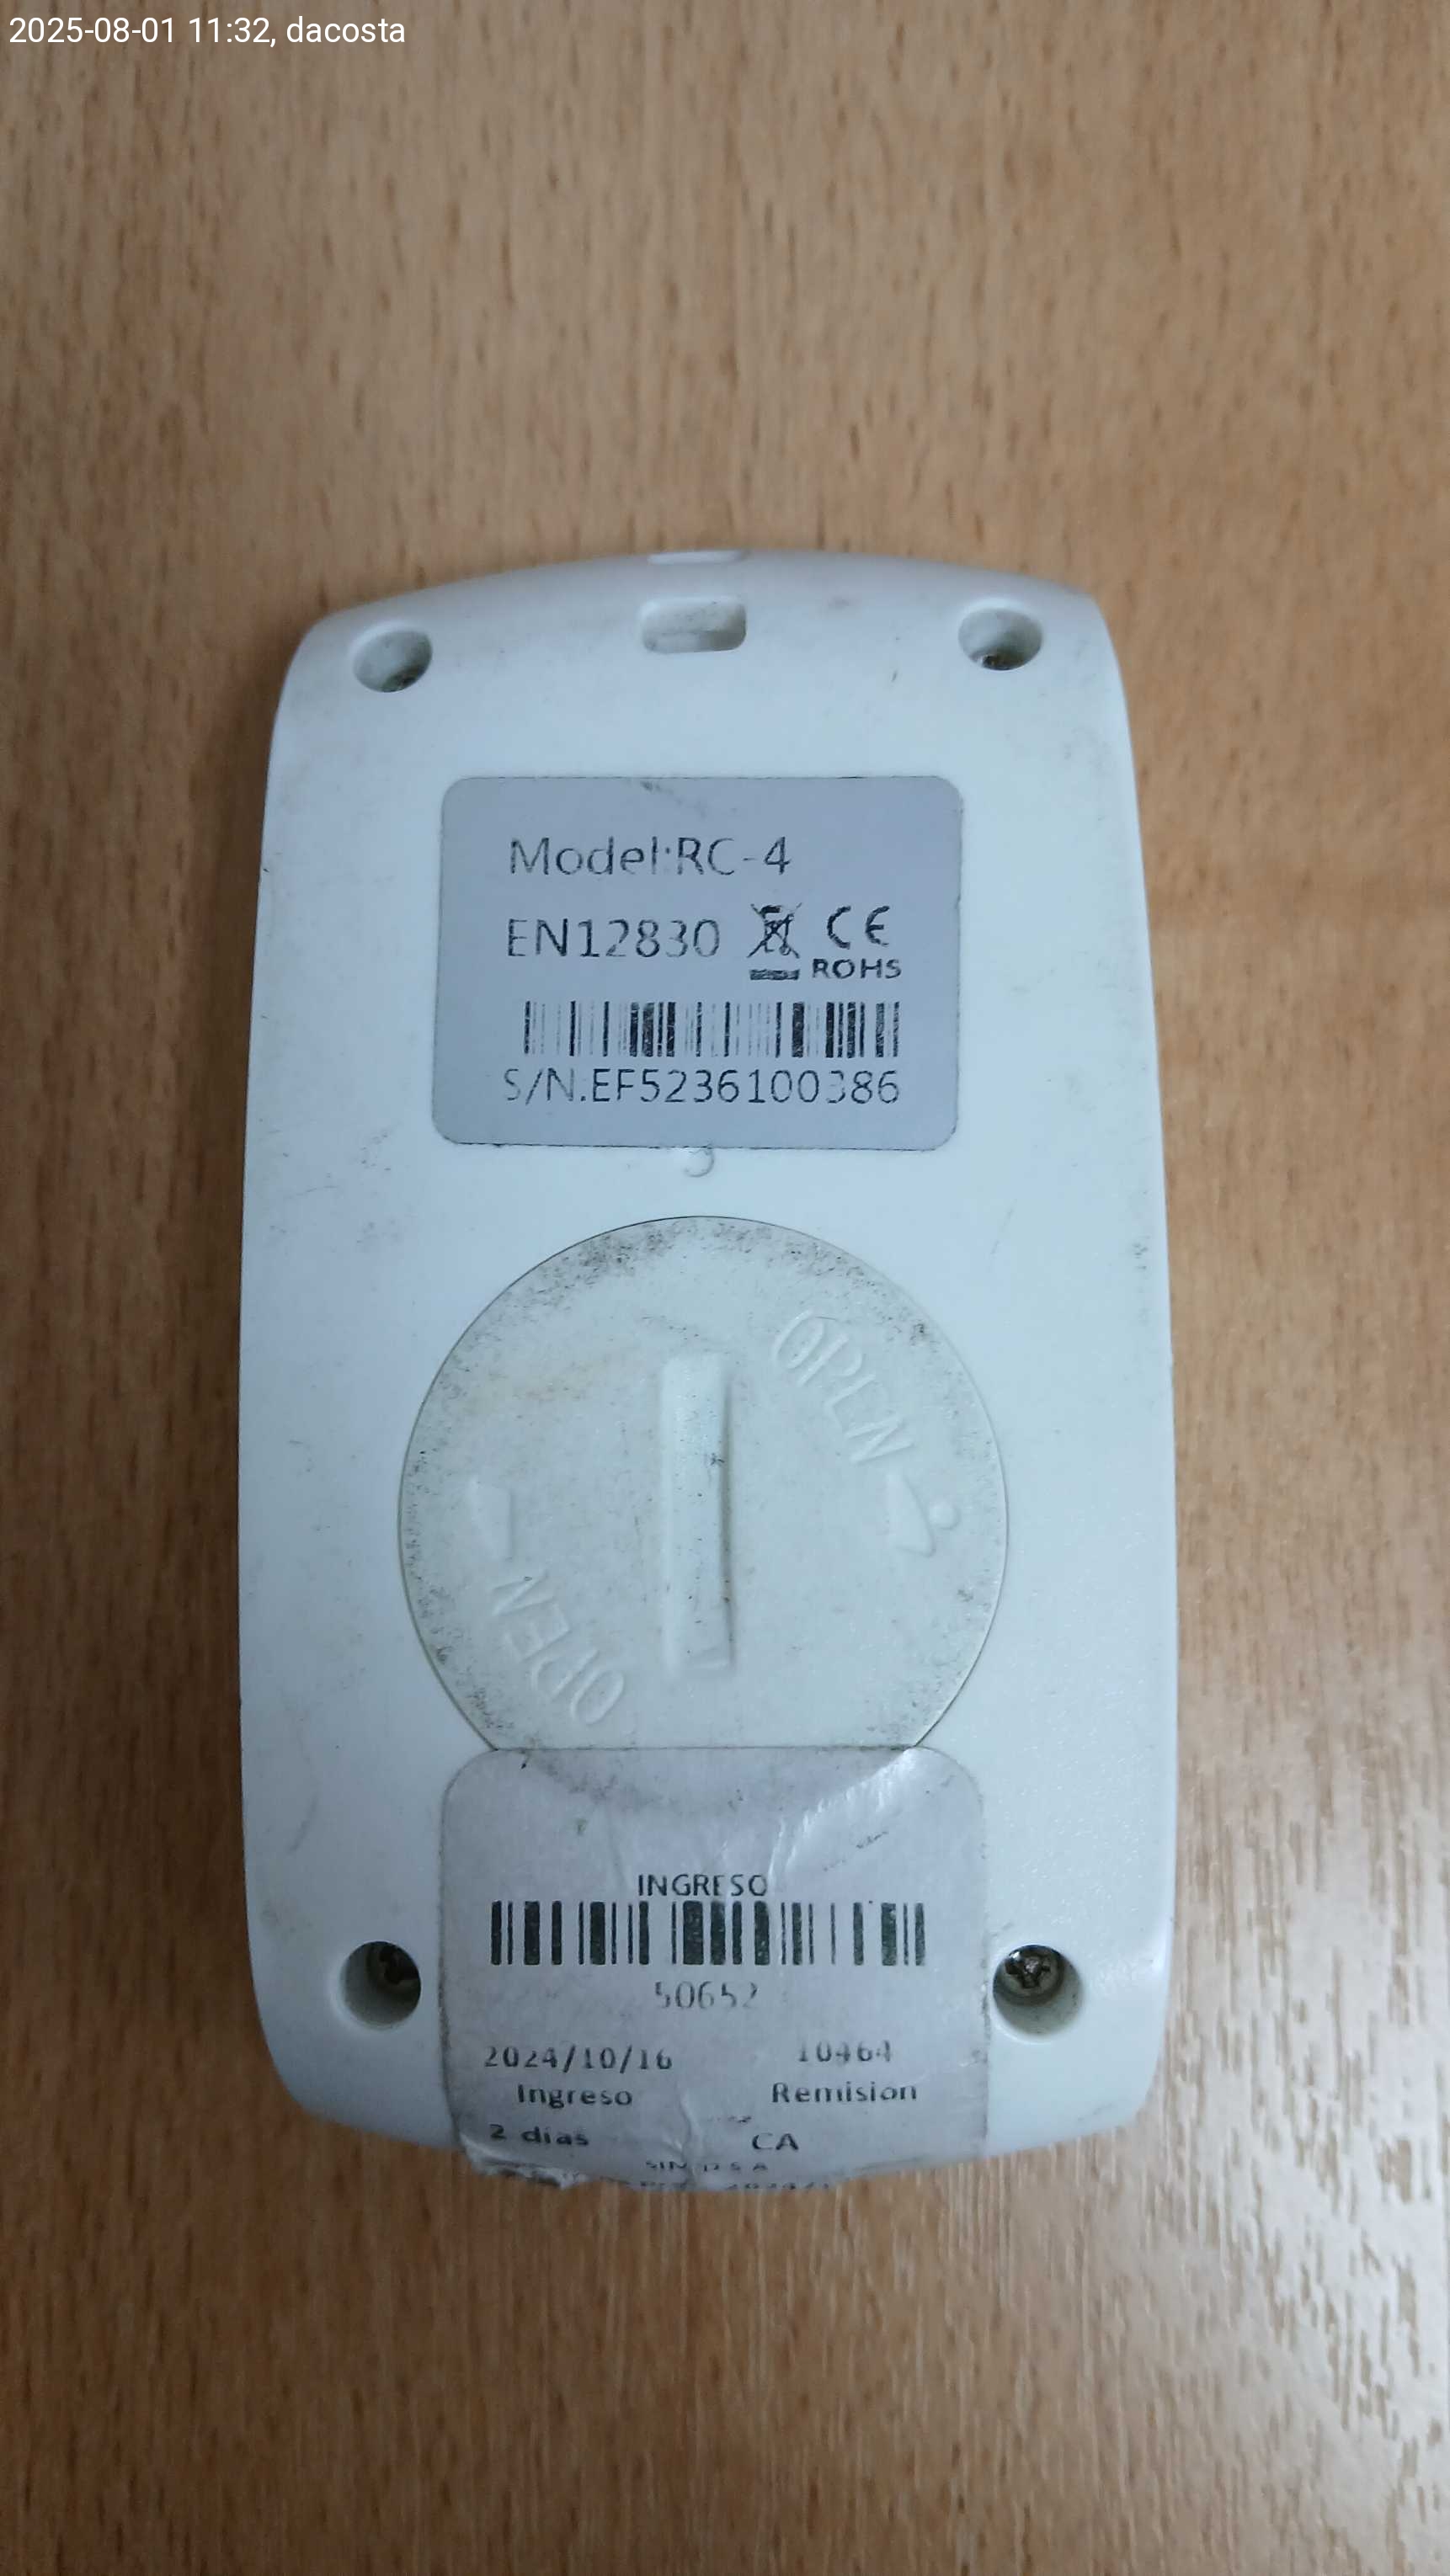 2025-08-01 11:32, dacosta
Model:RC-4
EN12830 CE
ROHS
S/N.EF5236100386
OPEN
OPEN
INGRESO
50652
2024/10/16 10464
Ingreso Remision
2 dias CA